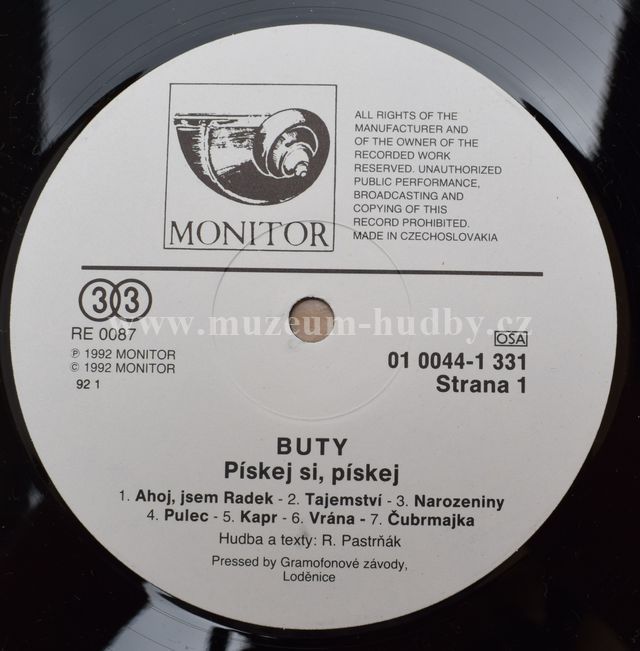 MONITOR
ALL RIGHTS OF THE
MANUFACTURER AND
OF THE OWNER OF THE
RECORDED WORK
RESERVED. UNAUTHORIZED
PUBLIC PERFORMANCE,
BROADCASTING AND
COPYING OF THIS
RECORD PROHIBITED.
MADE IN CZECHOSLOVAKIA
33
RE 0087
℗ 1992 MONITOR
© 1992 MONITOR
92 1
www.muzeum-hudby.cz
OSA
01 0044-1 331
Strana 1
BUTY
Pískej si, pískej
1. Ahoj, jsem Radek - 2. Tajemství - 3. Narozeniny
4. Pulec - 5. Kapr - 6. Vrána - 7. Čubrmajka
Hudba a texty: R. Pastrňák
Pressed by Gramofonové závody,
Loděnice